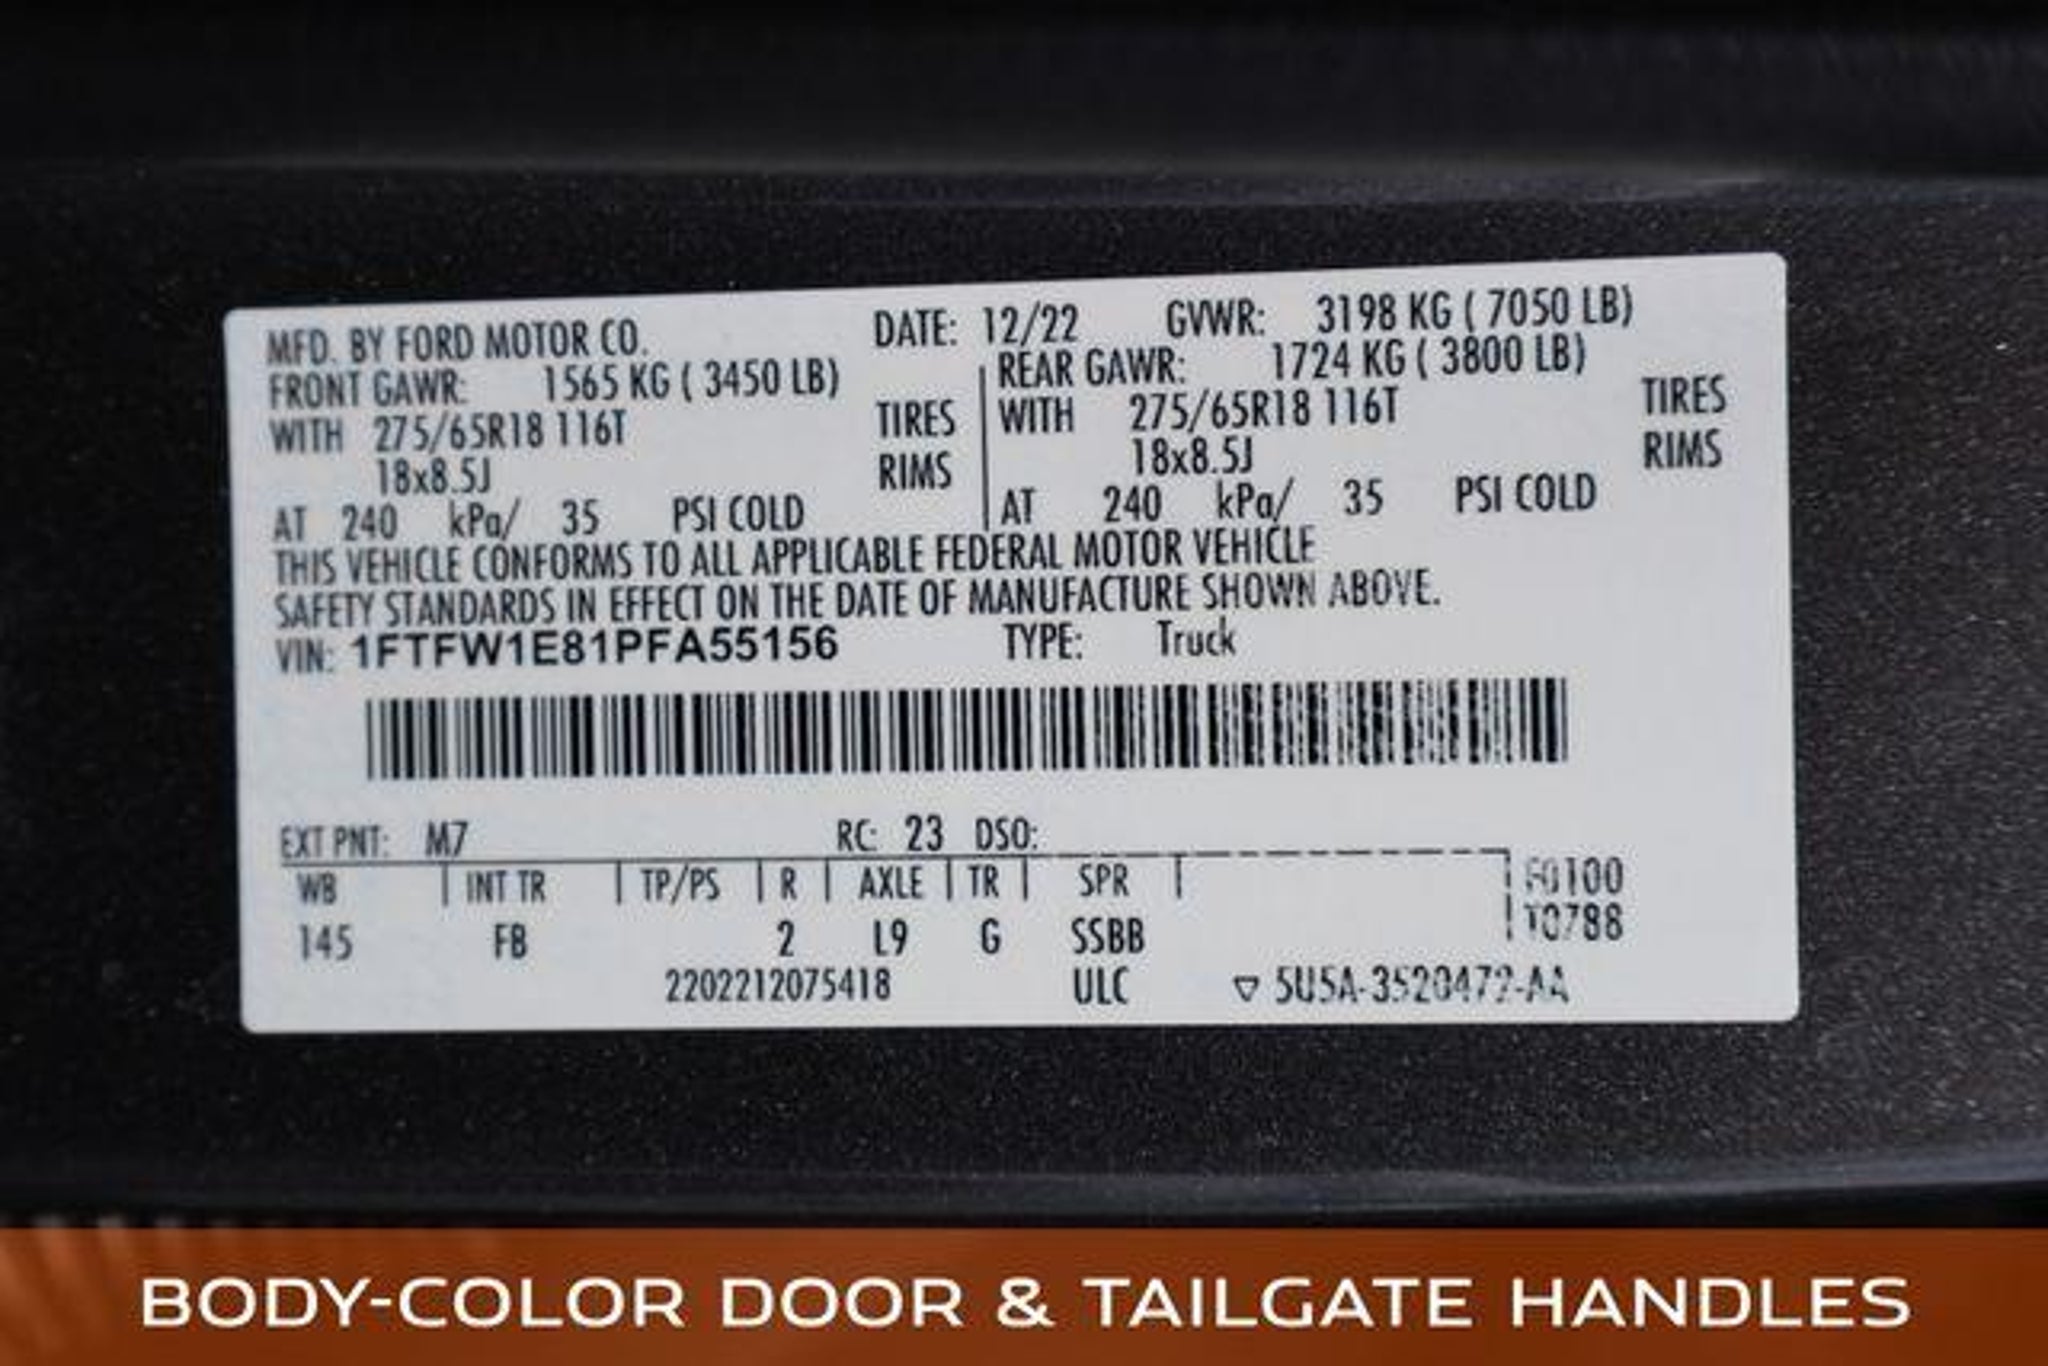 MFD. BY FORD MOTOR CO. DATE: 12/22 GVWR: 3198 KG ( 7050 LB)
FRONT GAWR: 1565 KG ( 3450 LB) REAR GAWR: 1724 KG ( 3800 LB)
WITH 275/65R18 116T TIRES WITH 275/65R18 116T TIRES
18x8.5J RIMS 18x8.5J RIMS
AT 240 kPa/ 35 PSI COLD AT 240 kPa/ 35 PSI COLD
THIS VEHICLE CONFORMS TO ALL APPLICABLE FEDERAL MOTOR VEHICLE
SAFETY STANDARDS IN EFFECT ON THE DATE OF MANUFACTURE SHOWN ABOVE.
VIN: 1FTFW1E81PFA55156 TYPE: Truck
EXT PNT: M7 RC: 23 DSO:
WB INT TR TP/PS R AXLE TR SPR F0100
145 FB 2 L9 G SSBB T0788
2202212075418 ULC ▽ 5U5A-3520472-AA
BODY-COLOR DOOR & TAILGATE HANDLES